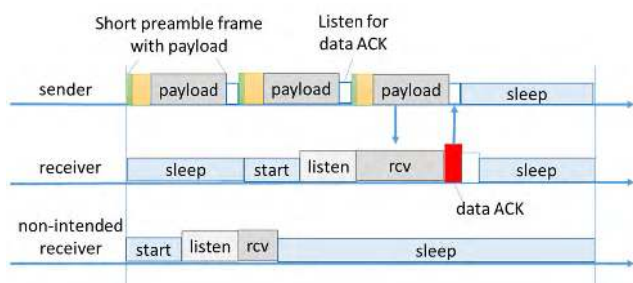 Short preamble frame
with payload
Listen for
data ACK
sender
payload
payload
payload
sleep
receiver
sleep
start
listen
rcv
sleep
data ACK
non-intended
receiver
start
listen
rcv
sleep